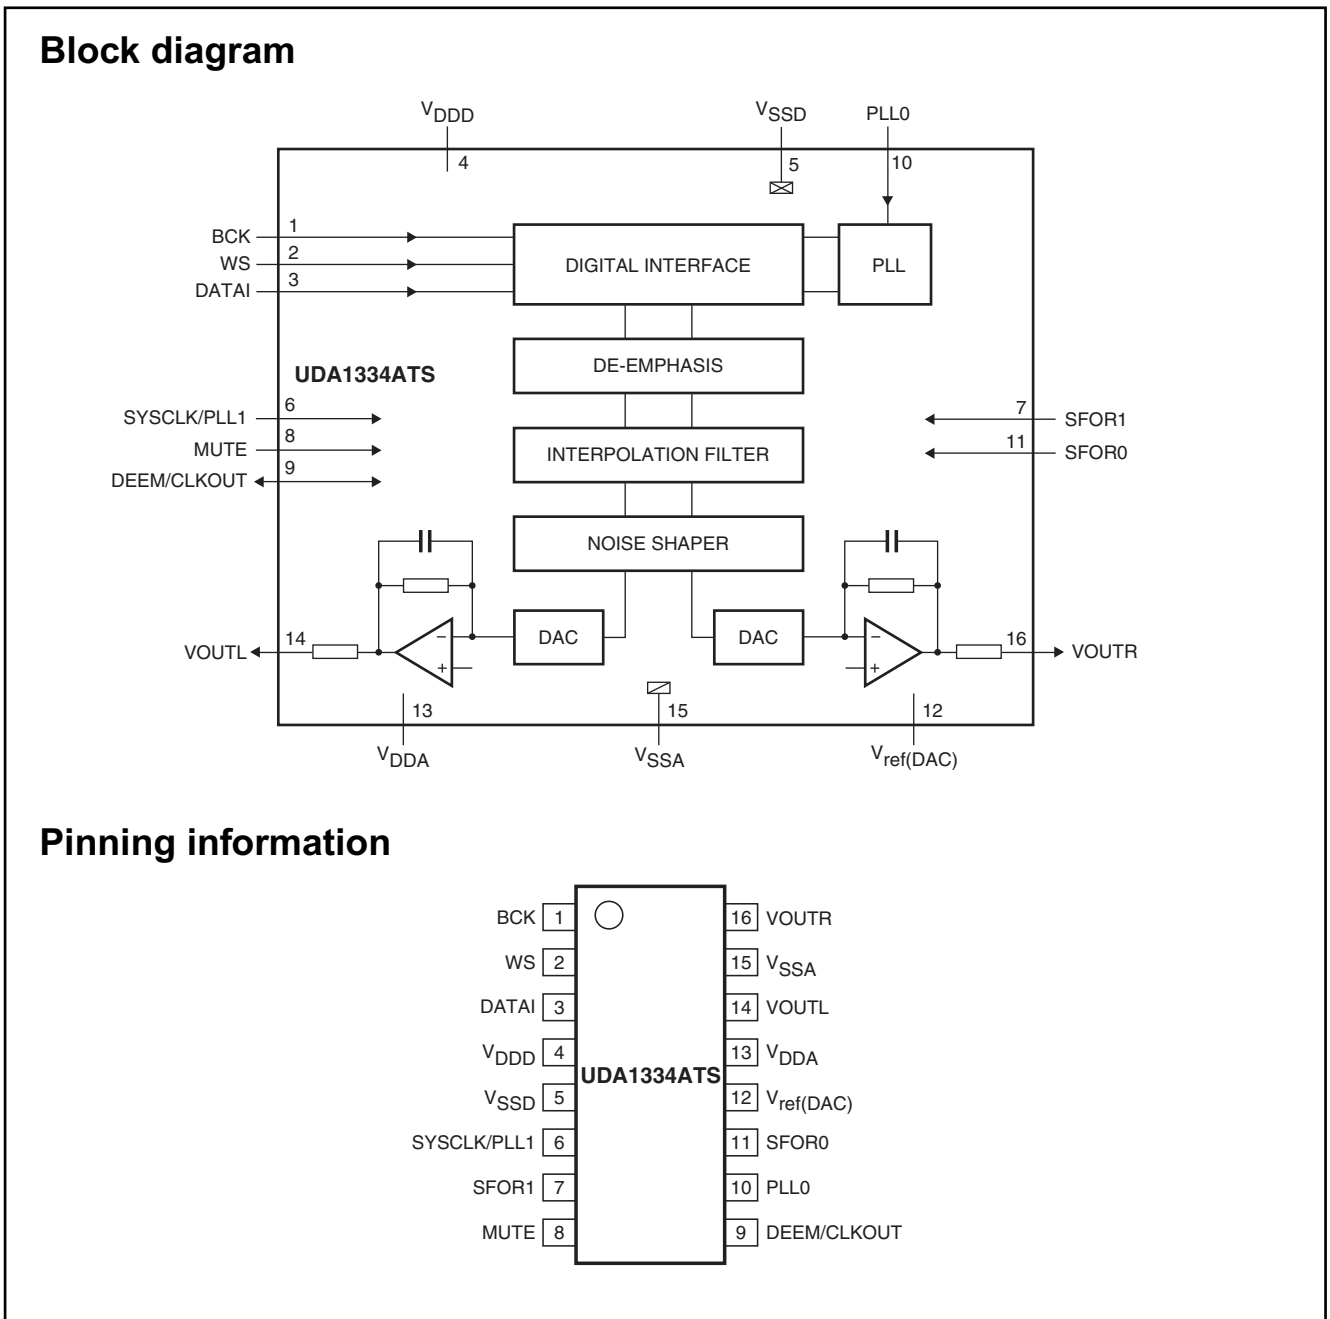 Block diagram
VDDD
VSSD
PLL0
4
5
10
BCK
1
WS
2
DATAI
3
DIGITAL INTERFACE
PLL
DE-EMPHASIS
UDA1334ATS
SYSCLK/PLL1
6
MUTE
8
DEEM/CLKOUT
9
7
SFOR1
11
SFOR0
INTERPOLATION FILTER
NOISE SHAPER
VOUTL
14
−
+
DAC
DAC
−
+
16
VOUTR
13
15
12
VDDA
VSSA
Vref(DAC)
Pinning information
BCK 1
16 VOUTR
WS 2
15 VSSA
DATAI 3
14 VOUTL
VDDD 4
13 VDDA
UDA1334ATS
VSSD 5
12 Vref(DAC)
SYSCLK/PLL1 6
11 SFOR0
SFOR1 7
10 PLL0
MUTE 8
9 DEEM/CLKOUT